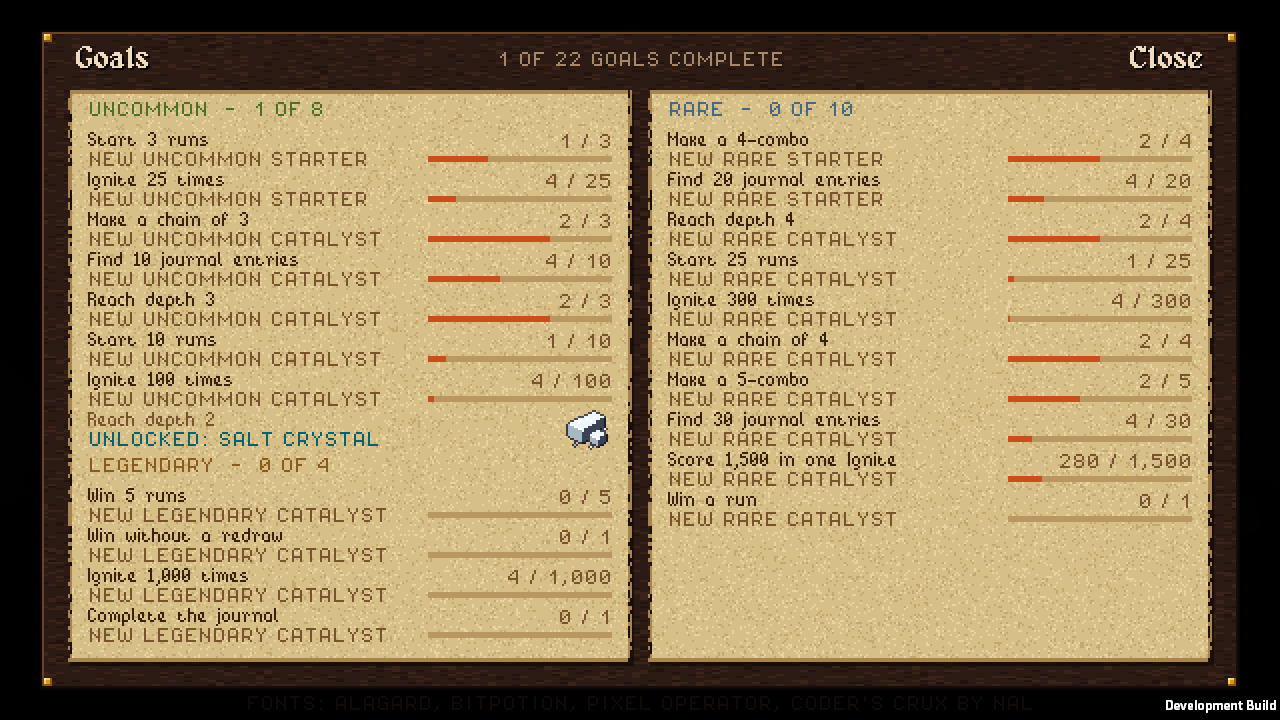 Goals
1 OF 22 GOALS COMPLETE
Close
UNCOMMON - 1 OF 8
Start 3 runs
1 / 3
NEW UNCOMMON STARTER
Ignite 25 times
4 / 25
NEW UNCOMMON STARTER
Make a chain of 3
2 / 3
NEW UNCOMMON CATALYST
Find 10 journal entries
4 / 10
NEW UNCOMMON CATALYST
Reach depth 3
2 / 3
NEW UNCOMMON CATALYST
Start 10 runs
1 / 10
NEW UNCOMMON CATALYST
Ignite 100 times
4 / 100
NEW UNCOMMON CATALYST
Reach depth 2
UNLOCKED: SALT CRYSTAL
LEGENDARY - 0 OF 4
Win 5 runs
0 / 5
NEW LEGENDARY CATALYST
Win without a redraw
0 / 1
NEW LEGENDARY CATALYST
Ignite 1,000 times
4 / 1,000
NEW LEGENDARY CATALYST
Complete the journal
0 / 1
NEW LEGENDARY CATALYST
RARE - 0 OF 10
Make a 4-combo
2 / 4
NEW RARE STARTER
Find 20 journal entries
4 / 20
NEW RARE STARTER
Reach depth 4
2 / 4
NEW RARE CATALYST
Start 25 runs
1 / 25
NEW RARE CATALYST
Ignite 300 times
4 / 300
NEW RARE CATALYST
Make a chain of 4
2 / 4
NEW RARE CATALYST
Make a 5-combo
2 / 5
NEW RARE CATALYST
Find 30 journal entries
4 / 30
NEW RARE CATALYST
Score 1,500 in one Ignite
280 / 1,500
NEW RARE CATALYST
Win a run
0 / 1
NEW RARE CATALYST
FONTS: ALAGARD, BITPOTION, PIXEL OPERATOR, CODER'S CRUX BY NAL
Development Build